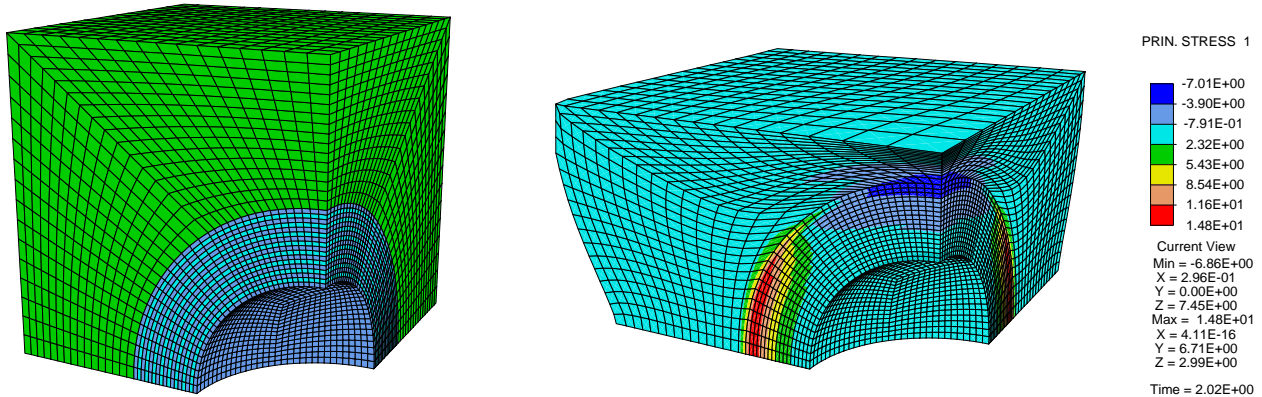 PRIN. STRESS 1
-7.01E+00
-3.90E+00
-7.91E-01
2.32E+00
5.43E+00
8.54E+00
1.16E+01
1.48E+01
Current View
Min = -6.86E+00
X = 2.96E-01
Y = 0.00E+00
Z = 7.45E+00
Max = 1.48E+01
X = 4.11E-16
Y = 6.71E+00
Z = 2.99E+00
Time = 2.02E+00